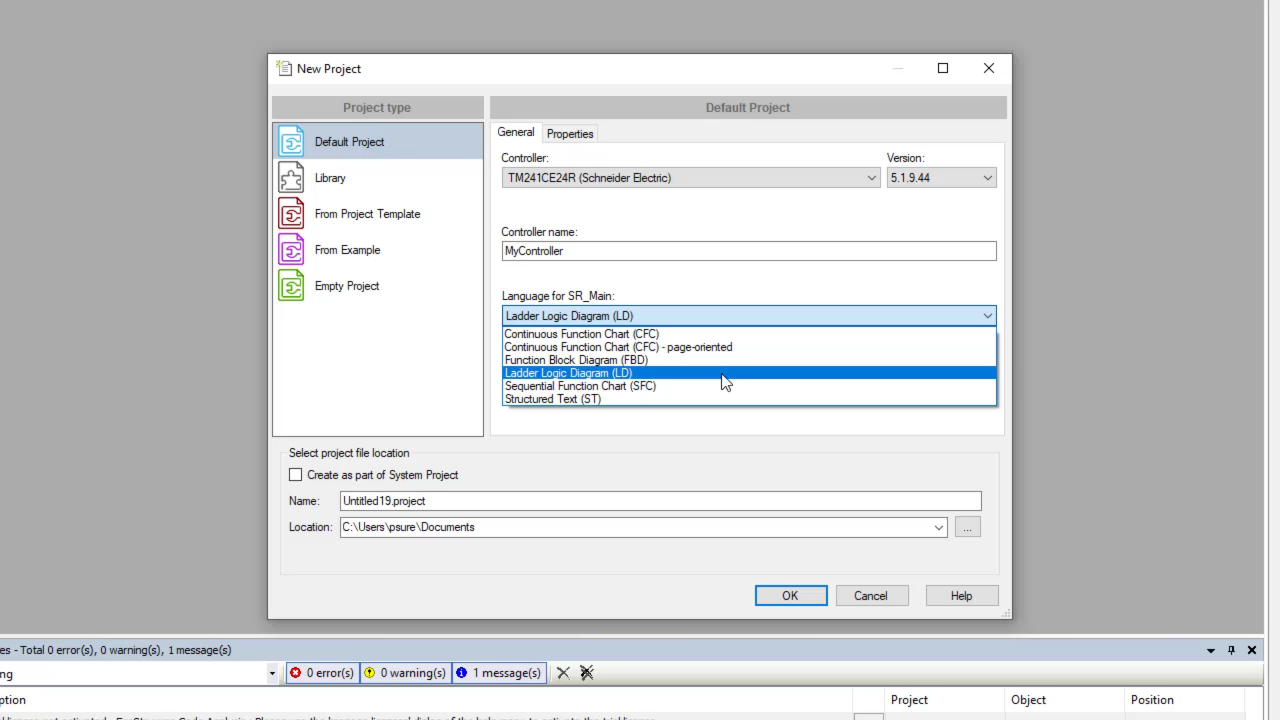 New Project
Project type
Default Project
Library
From Project Template
From Example
Empty Project
Default Project
General Properties
Controller: Version:
TM241CE24R (Schneider Electric) 5.1.9.44
Controller name:
MyController
Language for SR_Main:
Ladder Logic Diagram (LD)
Continuous Function Chart (CFC)
Continuous Function Chart (CFC) - page-oriented
Function Block Diagram (FBD)
Ladder Logic Diagram (LD)
Sequential Function Chart (SFC)
Structured Text (ST)
Select project file location
Create as part of System Project
Name: Untitled19.project
Location: C:\Users\psure\Documents ...
OK Cancel Help
es - Total 0 error(s), 0 warning(s), 1 message(s)
ng 0 error(s) 0 warning(s) 1 message(s)
ption Project Object Position